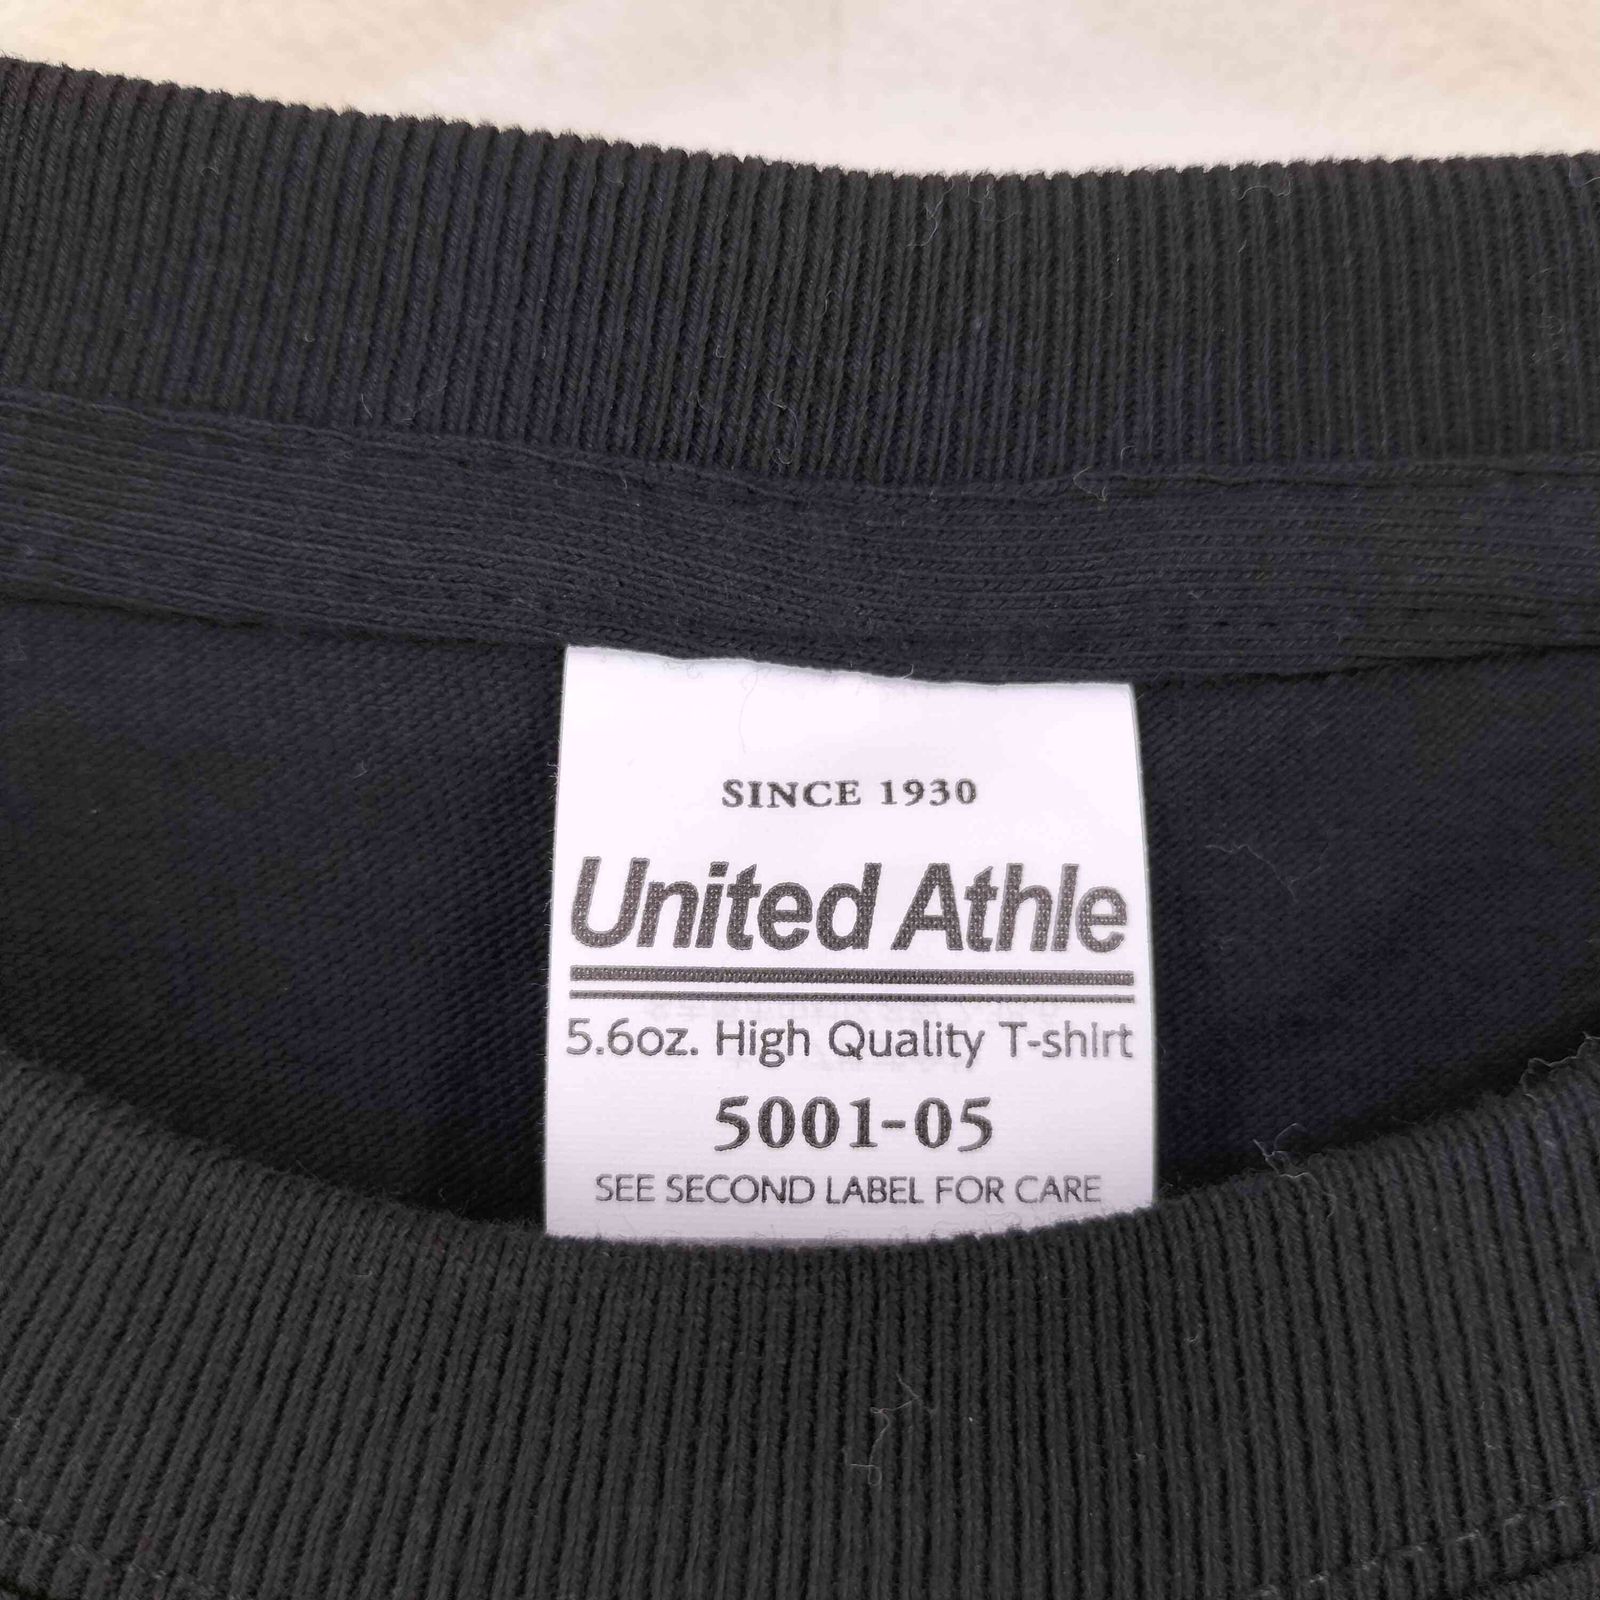 SINCE 1930
United Athle
5.6oz. High Quality T-shirt
5001-05
SEE SECOND LABEL FOR CARE